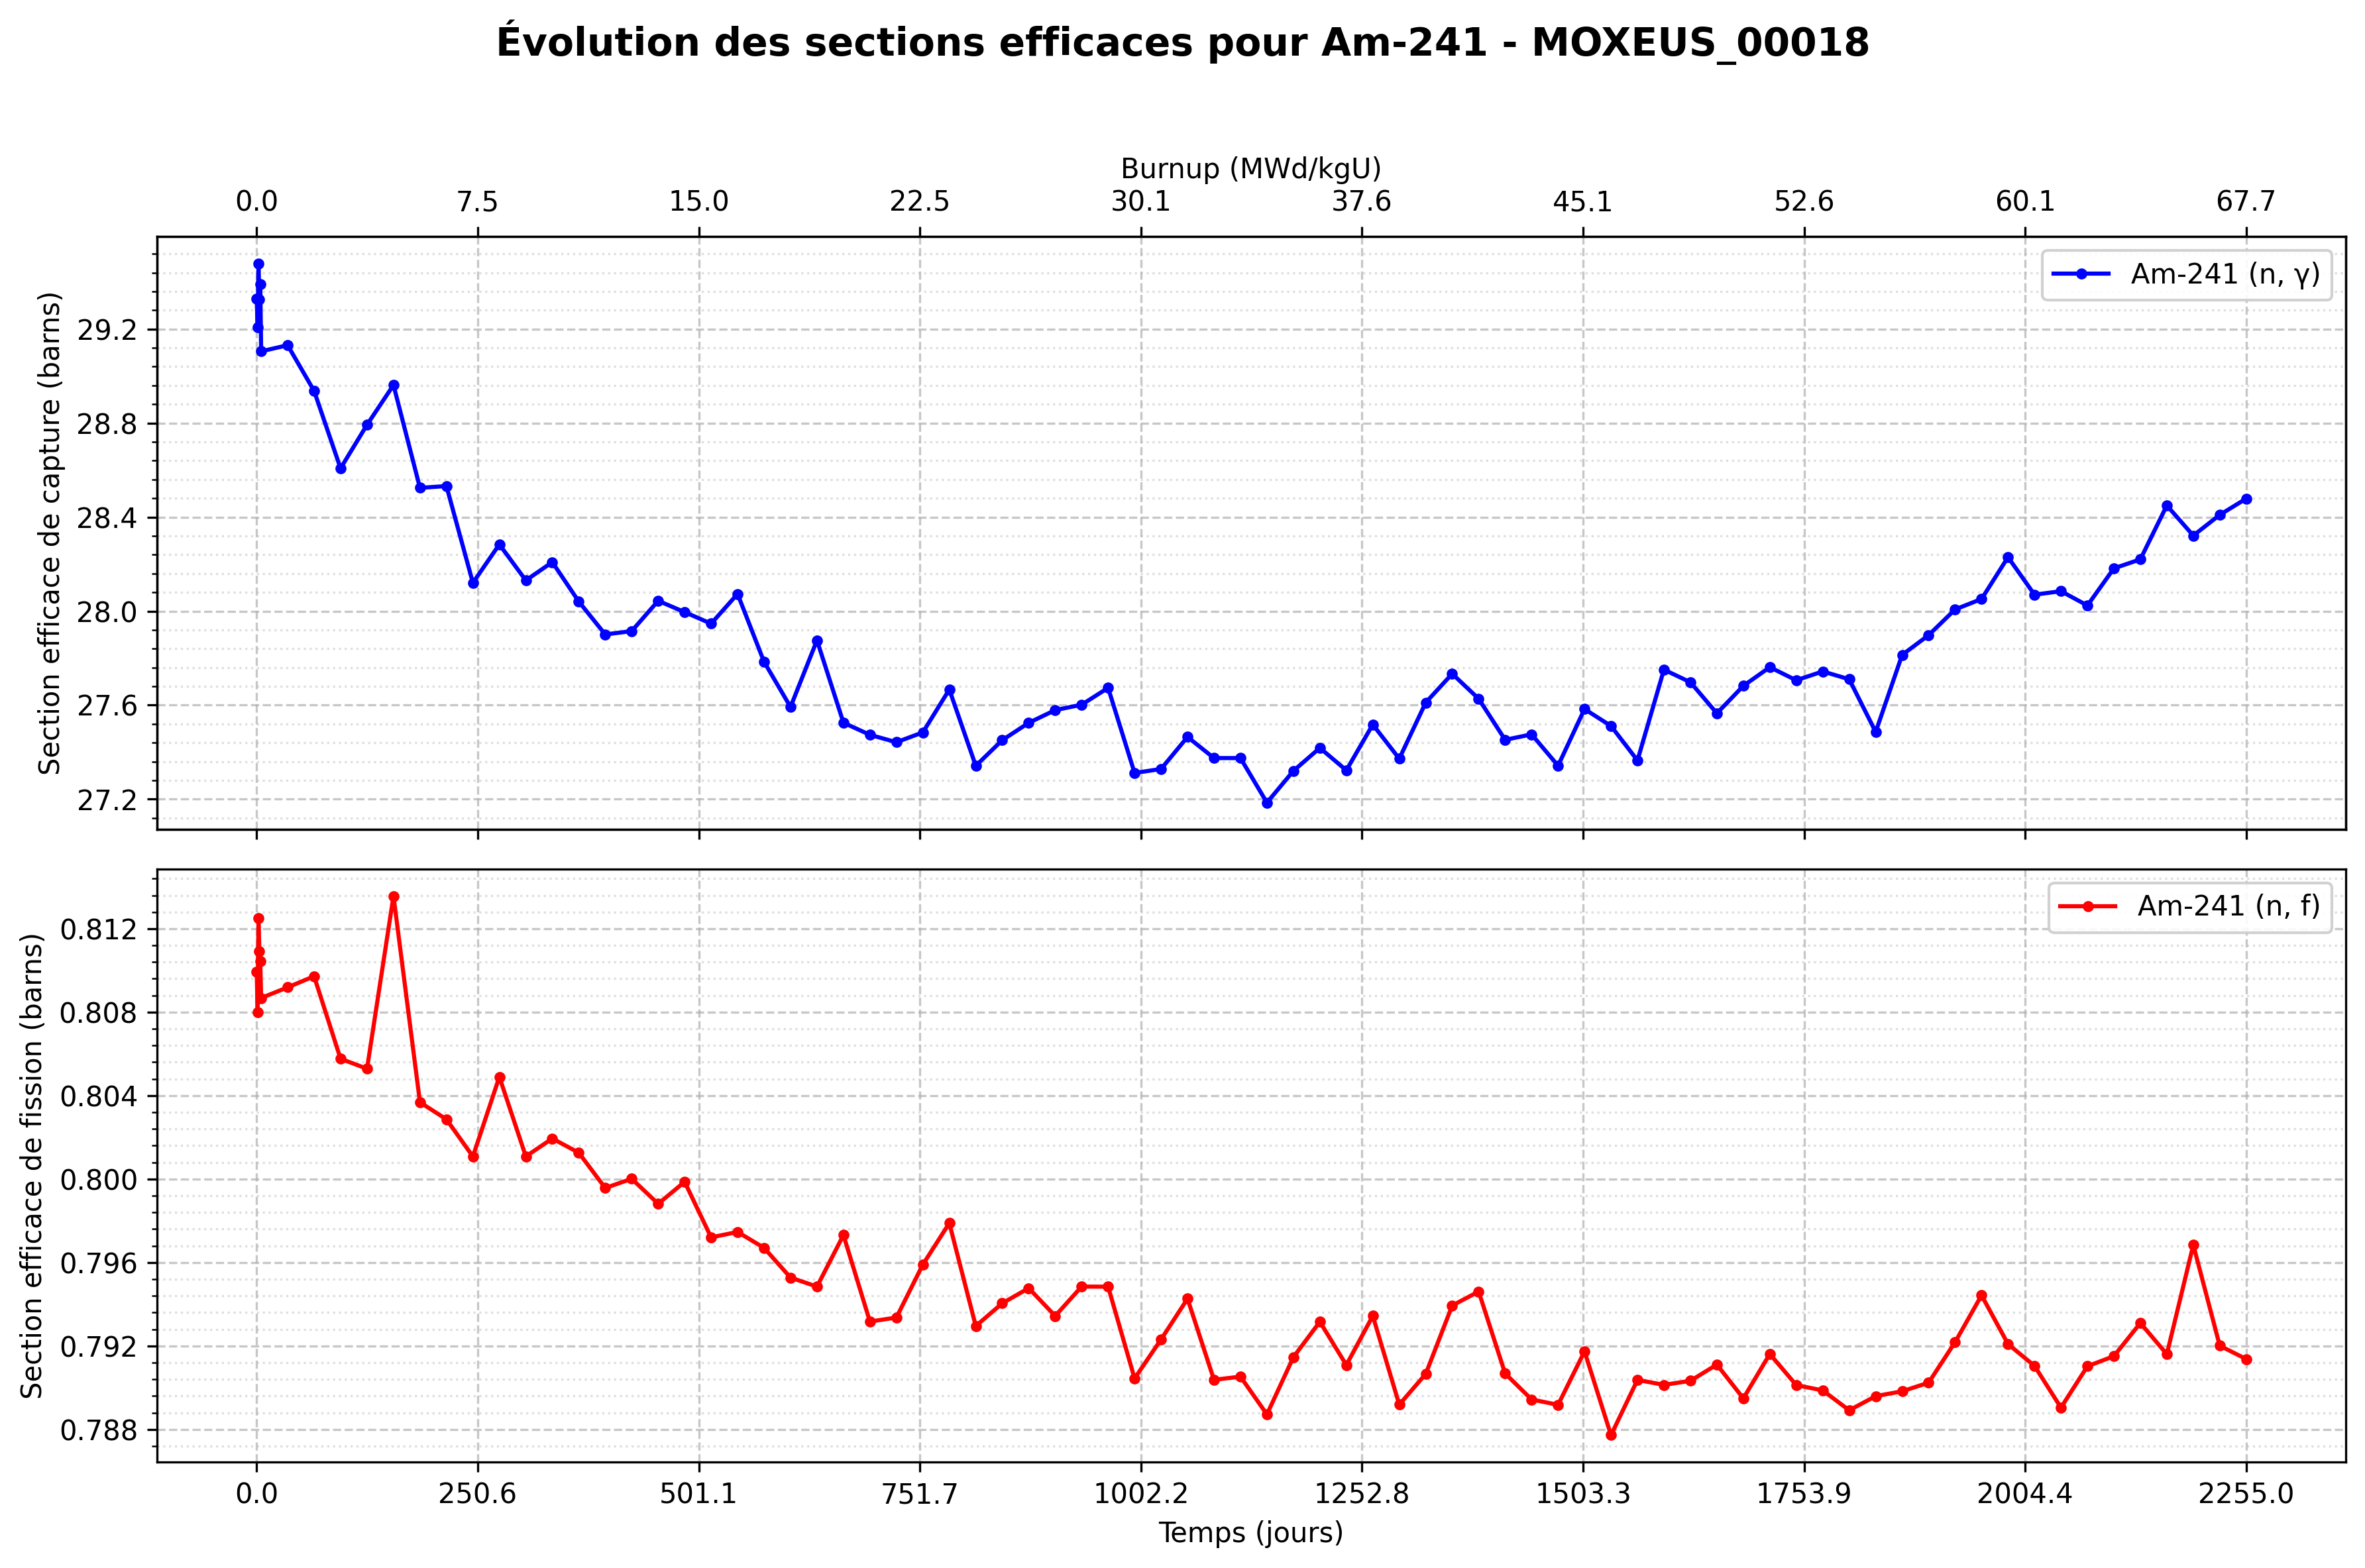 Évolution des sections efficaces pour Am-241 - MOXEUS_00018
Burnup (MWd/kgU)
0.0 7.5 15.0 22.5 30.1 37.6 45.1 52.6 60.1 67.7
Section efficace de capture (barns)
29.2
28.8
28.4
28.0
27.6
27.2
Am-241 (n, γ)
Section efficace de fission (barns)
0.812
0.808
0.804
0.800
0.796
0.792
0.788
Am-241 (n, f)
0.0 250.6 501.1 751.7 1002.2 1252.8 1503.3 1753.9 2004.4 2255.0
Temps (jours)